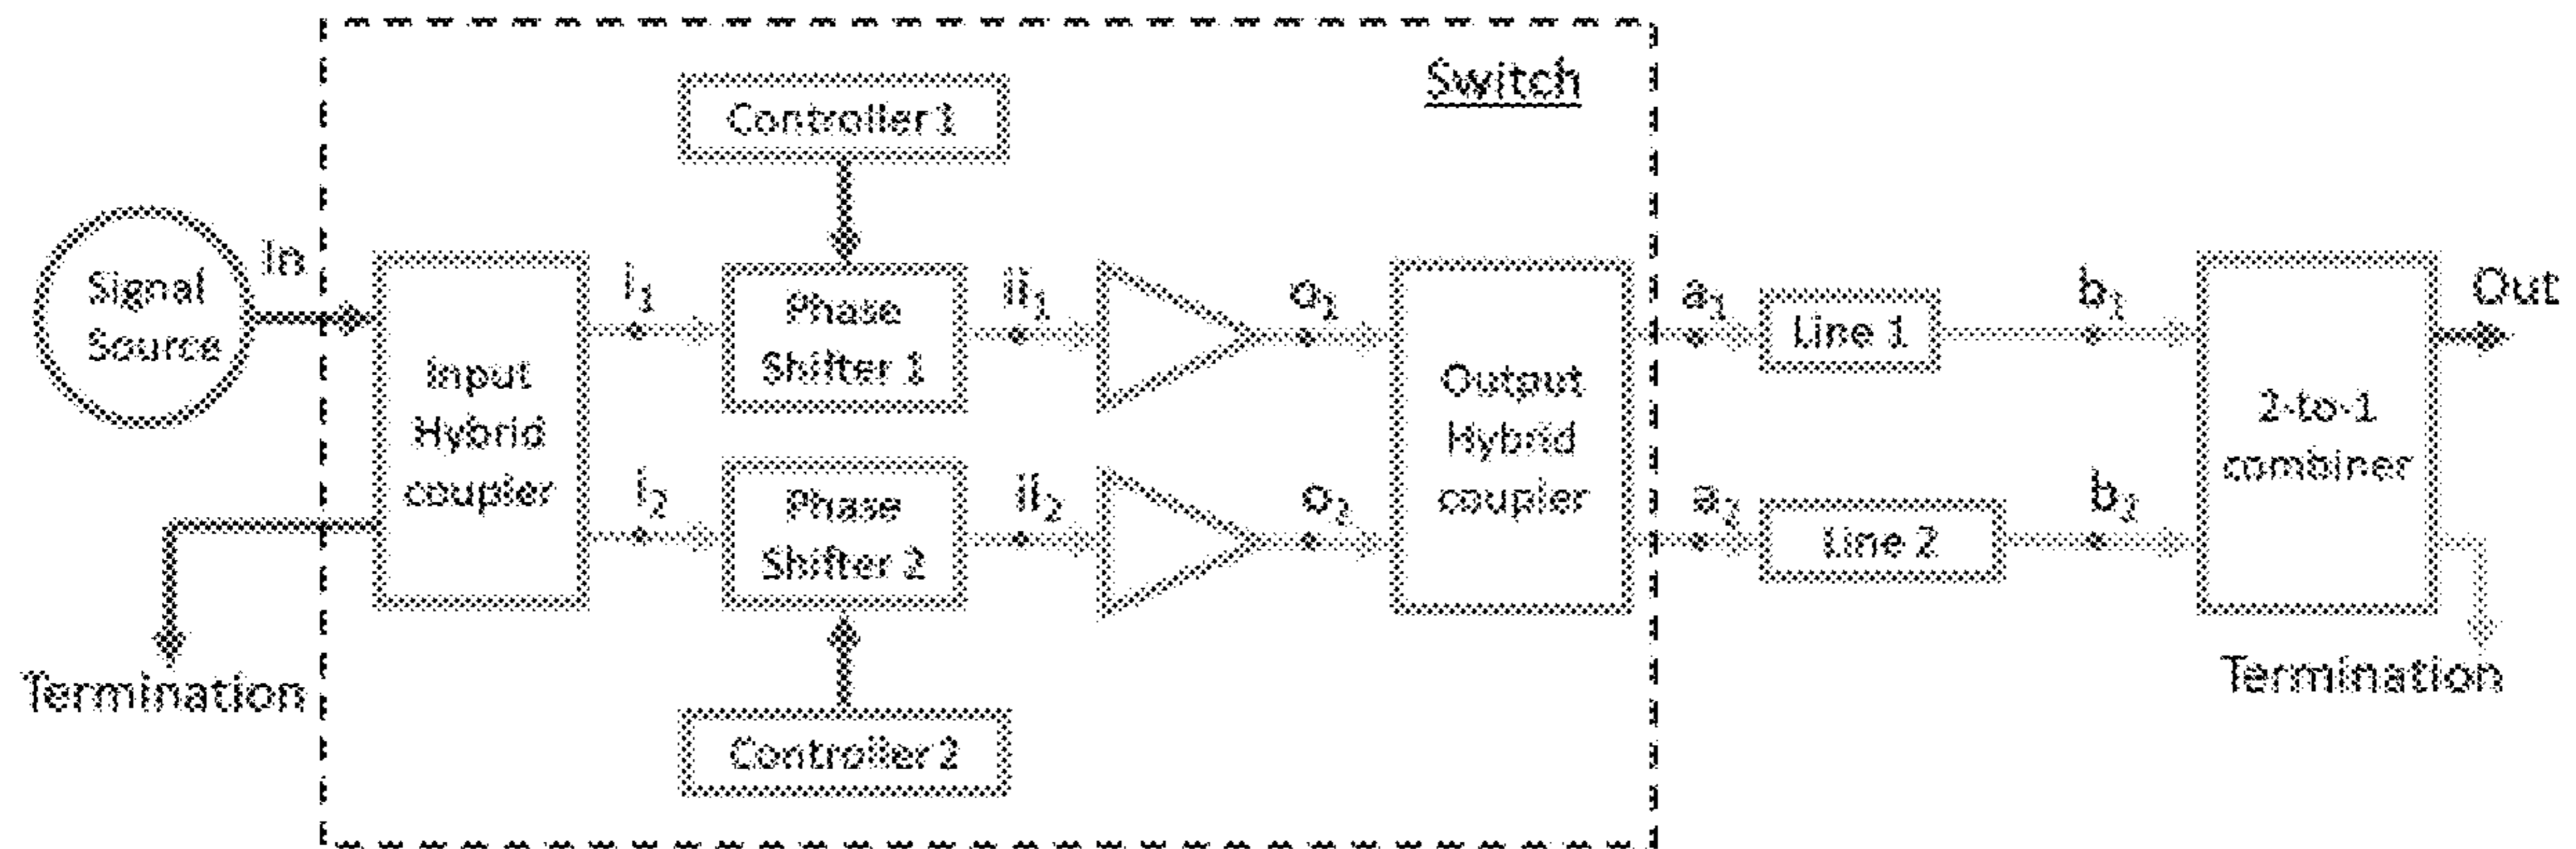 Switch
Controller 1
In
Signal
Source
Input
Hybrid
coupler
i1
Phase
Shifter 1
ii1
o1
Output
Hybrid
coupler
a1
Line 1
b1
2-to-1
combiner
Out
i2
Phase
Shifter 2
ii2
o2
a2
Line 2
b2
Termination
Termination
Controller 2